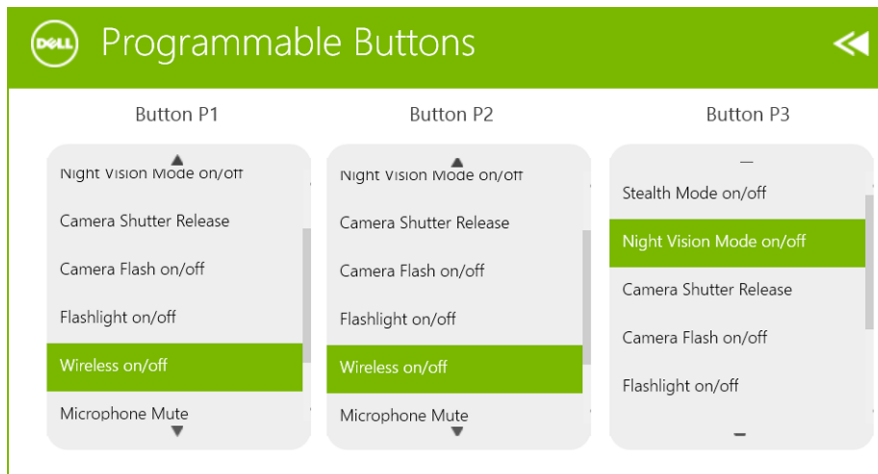 DELL
Programmable Buttons
Button P1
Night Vision Mode on/off
Camera Shutter Release
Camera Flash on/off
Flashlight on/off
Wireless on/off
Microphone Mute
Button P2
Night Vision Mode on/off
Camera Shutter Release
Camera Flash on/off
Flashlight on/off
Wireless on/off
Microphone Mute
Button P3
Stealth Mode on/off
Night Vision Mode on/off
Camera Shutter Release
Camera Flash on/off
Flashlight on/off